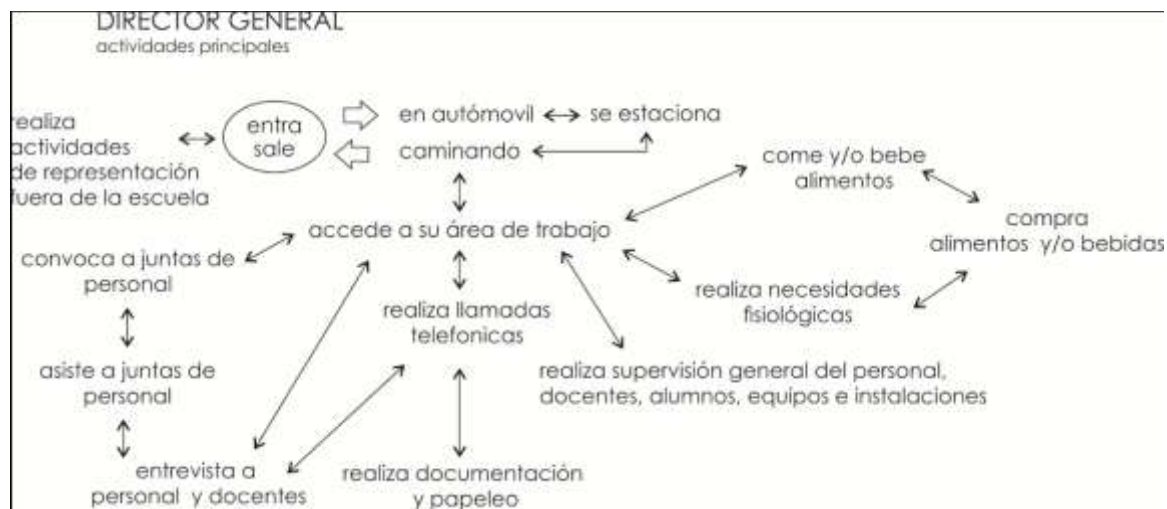 DIRECTOR GENERAL
actividades principales
realiza
actividades
de representación
fuera de la escuela
entra
sale
en autómovil
se estaciona
caminando
come y/o bebe
alimentos
compra
alimentos y/o bebidas
accede a su área de trabajo
convoca a juntas de
personal
realiza necesidades
fisiológicas
realiza llamadas
telefonicas
asiste a juntas de
personal
realiza supervisión general del personal,
docentes, alumnos, equipos e instalaciones
entrevista a
personal y docentes
realiza documentación
y papeleo